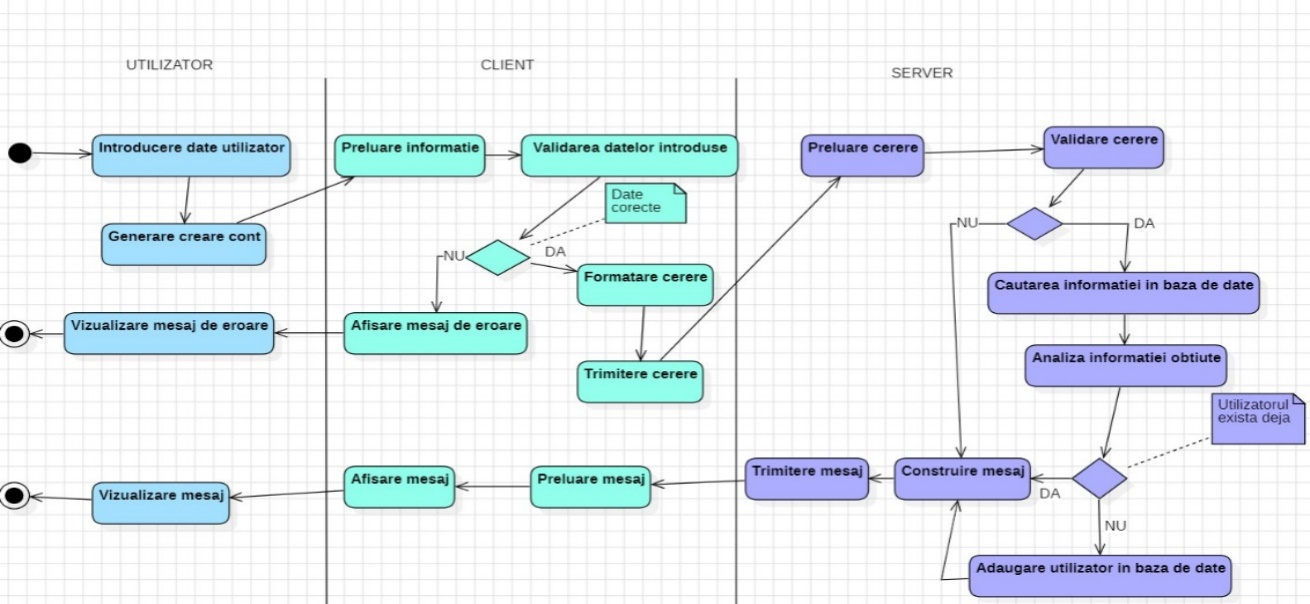 UTILIZATOR
CLIENT
SERVER
Introducere date utilizator
Preluare informatie
Validarea datelor introduse
Preluare cerere
Validare cerere
Date
corecte
NU
DA
Generare creare cont
NU
DA
Formatare cerere
Cautarea informatiei in baza de date
Vizualizare mesaj de eroare
Afisare mesaj de eroare
Analiza informatiei obtiute
Trimitere cerere
Utilizatorul
exista deja
Vizualizare mesaj
Afisare mesaj
Preluare mesaj
Trimitere mesaj
Construire mesaj
DA
NU
Adaugare utilizator in baza de date